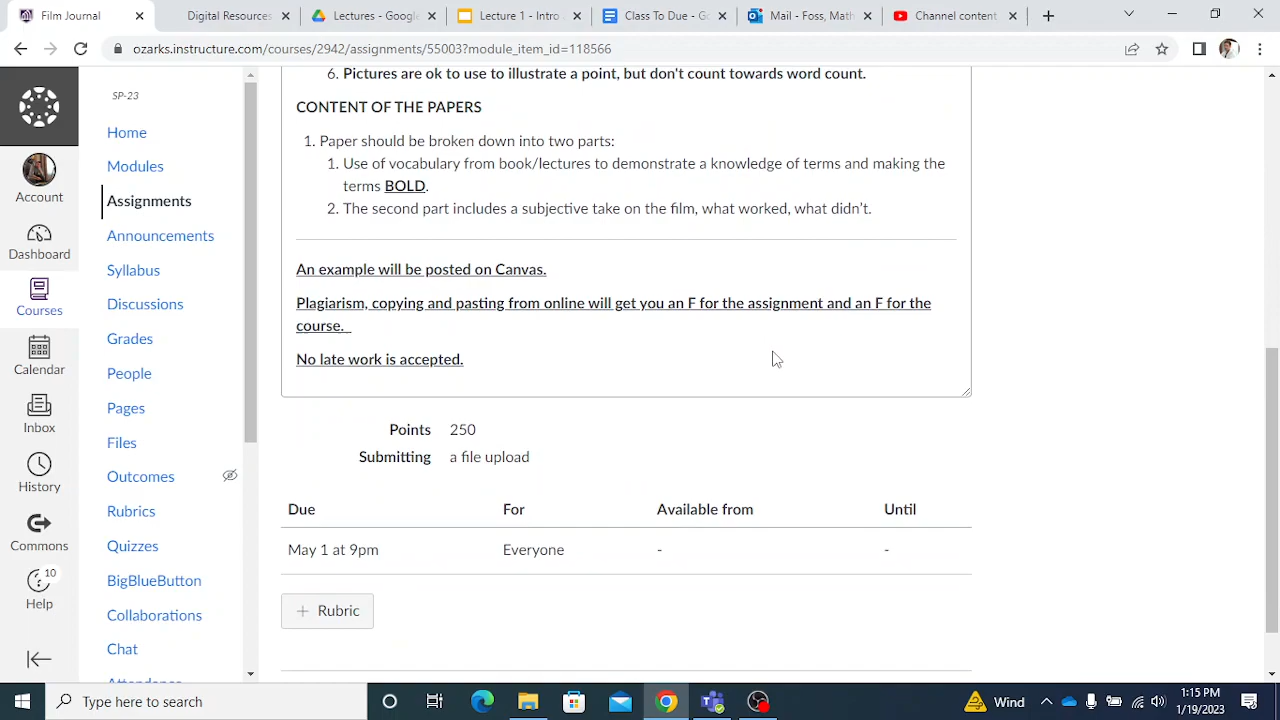 Film Journal
Digital Resources
Lectures - Google
Lecture 1 - Intro
Class To Due - Go
Mail - Foss, Math
Channel content
ozarks.instructure.com/courses/2942/assignments/55003?module_item_id=118566
SP-23
Home
Modules
Assignments
Announcements
Syllabus
Discussions
Grades
People
Pages
Files
Outcomes
Rubrics
Quizzes
BigBlueButton
Collaborations
Chat
Attendance
Account
Dashboard
Courses
Calendar
Inbox
History
Commons
10
Help
6. Pictures are ok to use to illustrate a point, but don't count towards word count.
CONTENT OF THE PAPERS
1. Paper should be broken down into two parts:
1. Use of vocabulary from book/lectures to demonstrate a knowledge of terms and making the
terms BOLD.
2. The second part includes a subjective take on the film, what worked, what didn't.
An example will be posted on Canvas.
Plagiarism, copying and pasting from online will get you an F for the assignment and an F for the
course.
No late work is accepted.
Points 250
Submitting a file upload
Due For Available from Until
May 1 at 9pm Everyone - -
+ Rubric
Type here to search
Wind
1:15 PM
1/19/2023